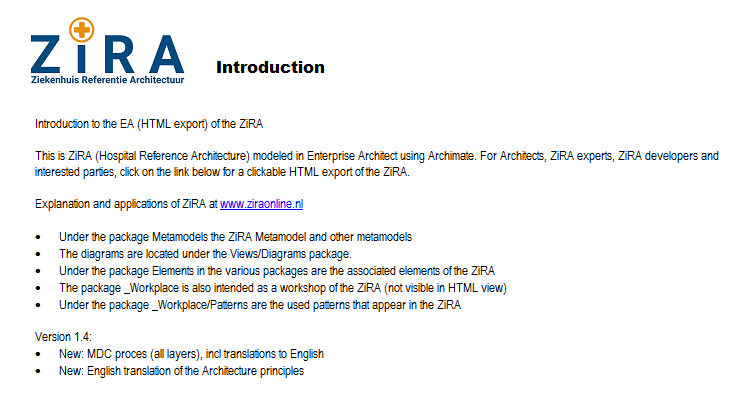 ZiRA
Ziekenhuis Referentie Architectuur
Introduction
Introduction to the EA (HTML export) of the ZiRA
This is ZiRA (Hospital Reference Architecture) modeled in Enterprise Architect using Archimate. For Architects, ZiRA experts, ZiRA developers and
interested parties, click on the link below for a clickable HTML export of the ZiRA.
Explanation and applications of ZiRA at www.ziraonline.nl
• Under the package Metamodels the ZiRA Metamodel and other metamodels
• The diagrams are located under the Views/Diagrams package.
• Under the package Elements in the various packages are the associated elements of the ZiRA
• The package _Workplace is also intended as a workshop of the ZiRA (not visible in HTML view)
• Under the package _Workplace/Patterns are the used patterns that appear in the ZiRA
Version 1.4:
• New: MDC proces (all layers), incl translations to English
• New: English translation of the Architecture principles